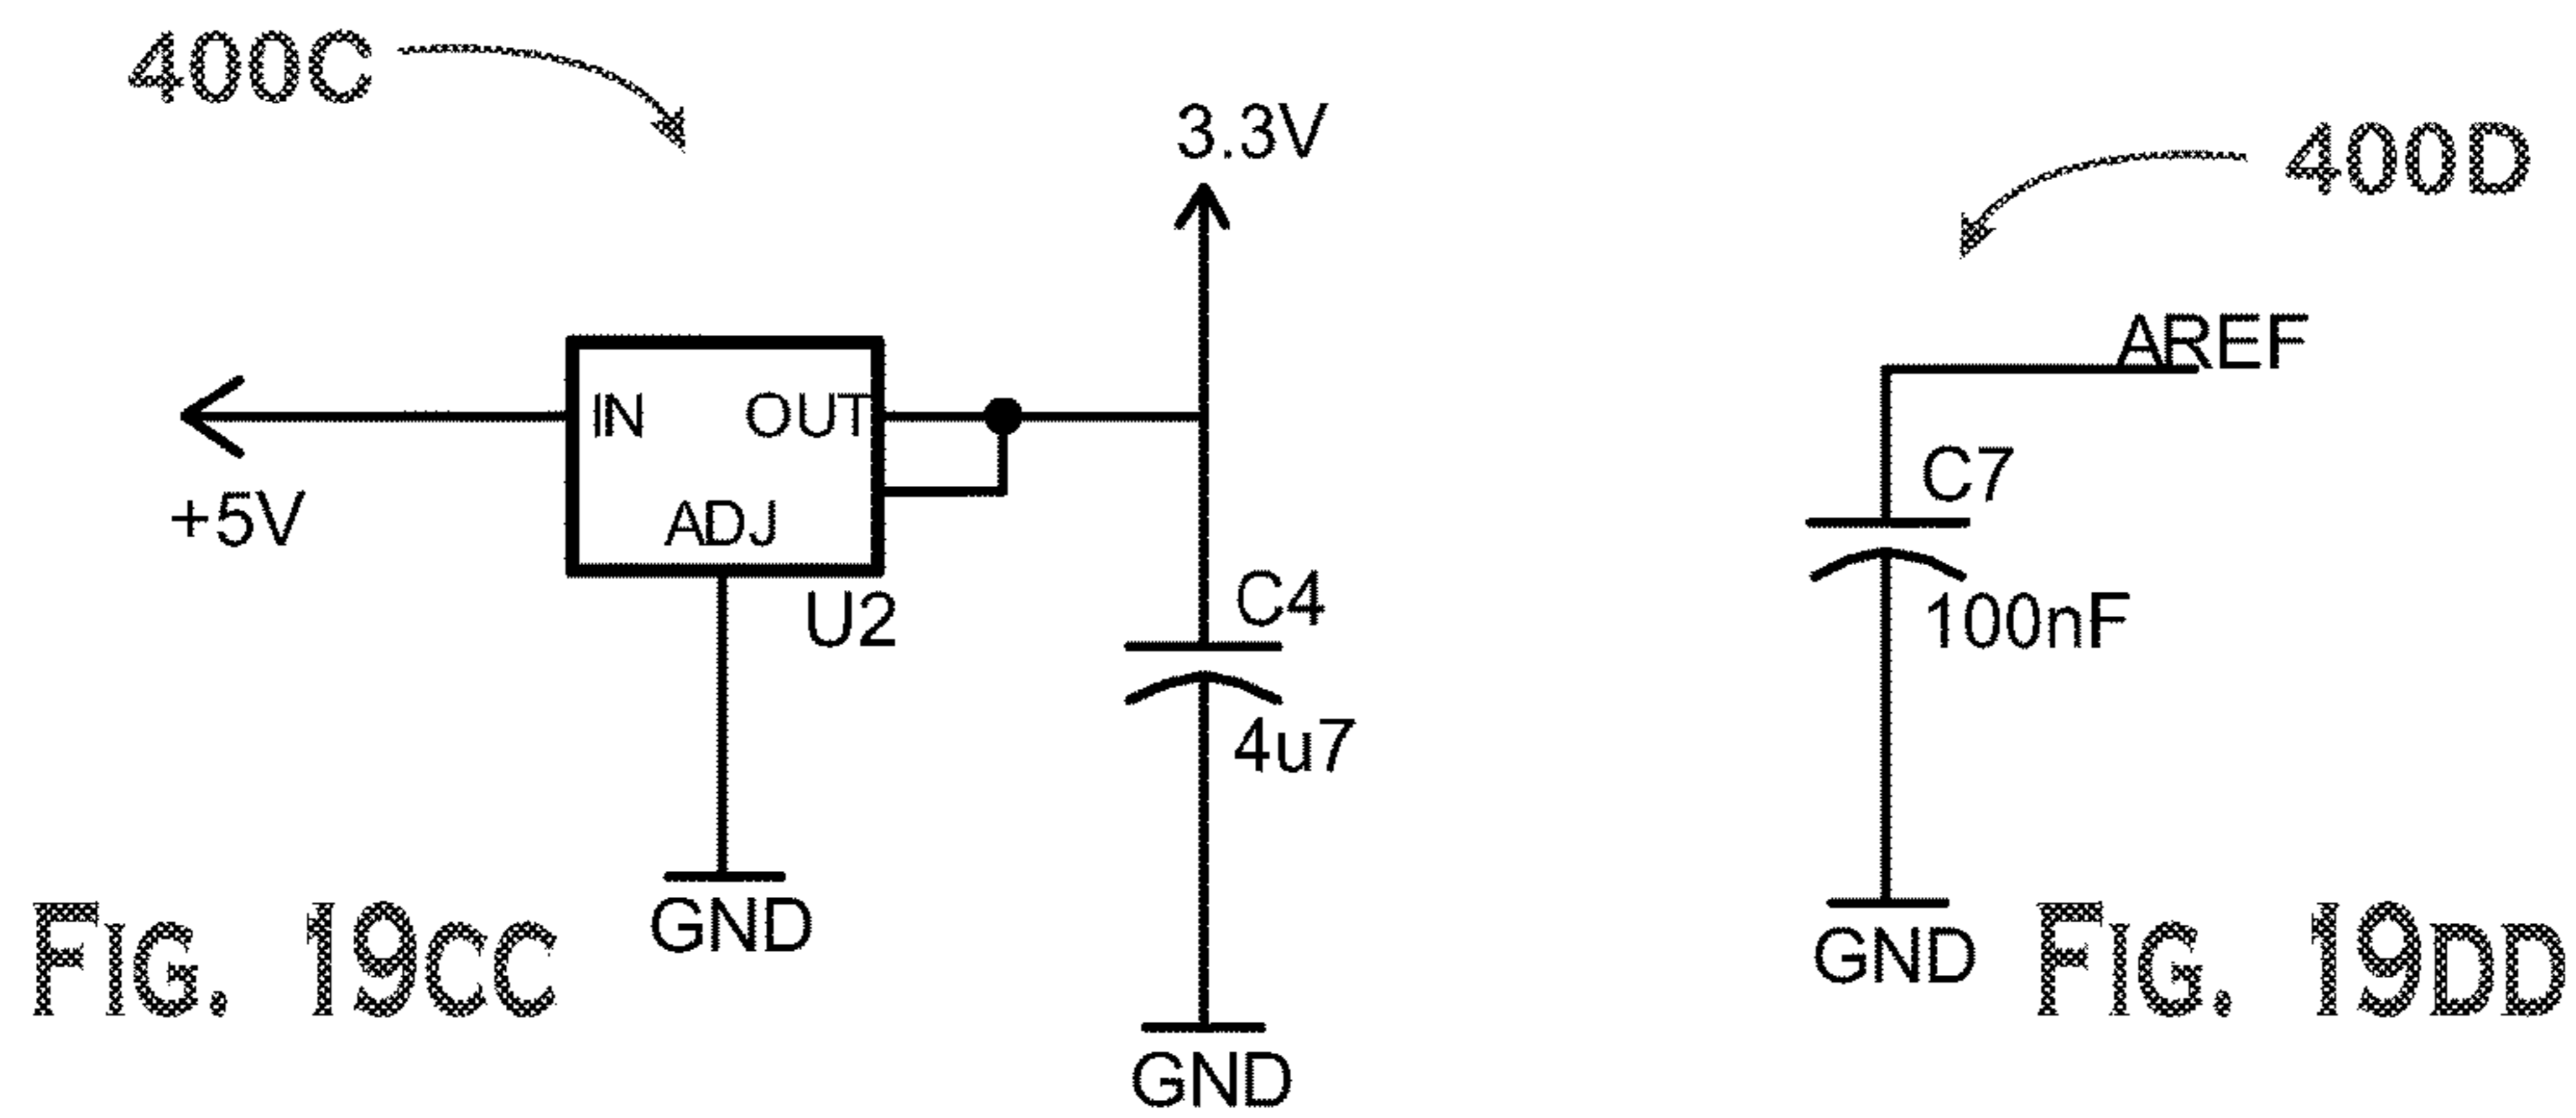 400C
3.3V
400D
AREF
IN
OUT
ADJ
+5V
U2
C7
100nF
C4
4u7
GND
GND
GND
FIG. 19CC
FIG. 19DD